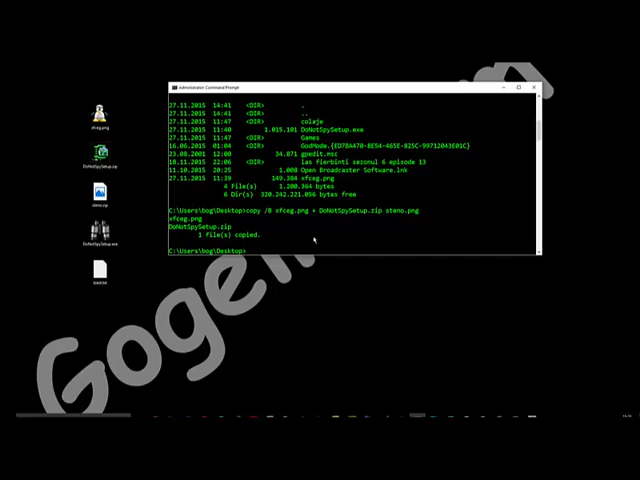 Administrator: Command Prompt
27.11.2015  14:41    <DIR>          .
27.11.2015  14:41    <DIR>          ..
27.11.2015  11:47    <DIR>          colaje
27.11.2015  11:40         1.015.101 DoNotSpySetup.exe
27.11.2015  11:47    <DIR>          Games
16.06.2015  01:04    <DIR>          GodMode.{ED7BA470-8E54-465E-825C-99712043E01C}
23.08.2001  12:00            34.871 gpedit.msc
18.11.2015  22:06    <DIR>          las fierbinti sezonul 6 episode 13
11.10.2015  20:25             1.008 Open Broadcaster Software.lnk
27.11.2015  11:39           149.384 xfceg.png
4 File(s)      1.200.364 bytes
6 Dir(s)  320.242.221.056 bytes free
C:\Users\bog\Desktop>copy /B xfceg.png + DoNotSpySetup.zip steno.png
xfceg.png
DoNotSpySetup.zip
1 file(s) copied.
C:\Users\bog\Desktop>
xfceg.png
DoNotSpySetup.zip
DoNotSpySetup.exe